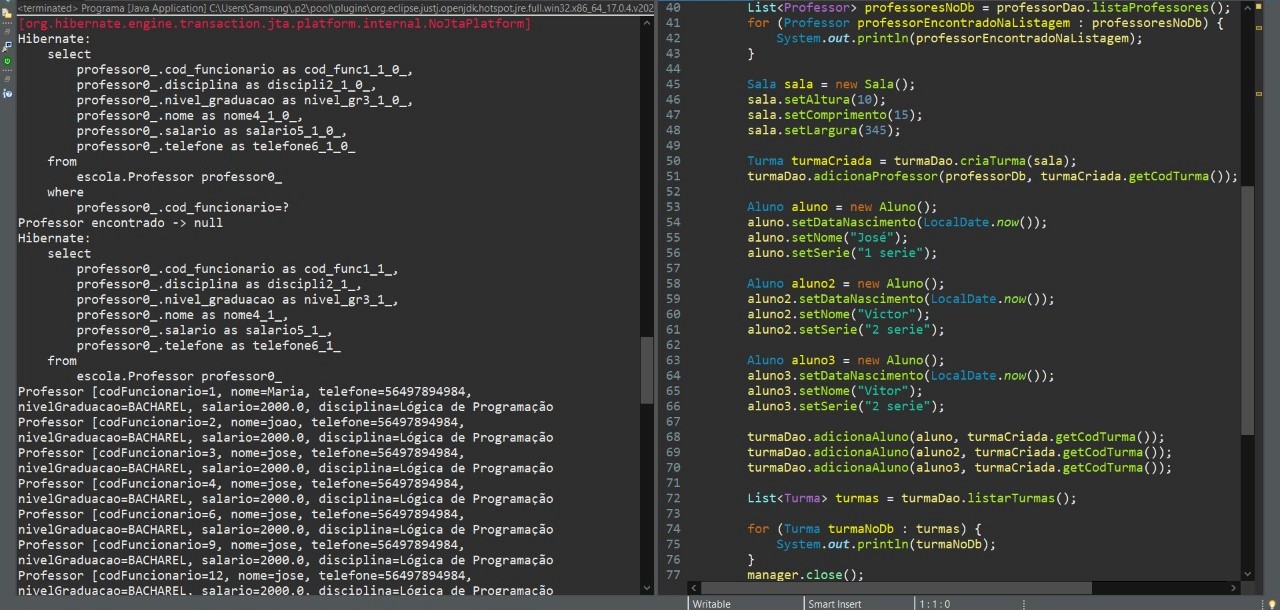 <terminated> Programa [Java Application] C:\Users\Samsung\.p2\pool\plugins\org.eclipse.justj.openjdk.hotspot.jre.full.win32.x86_64_17.0.4.v202
[org.hibernate.engine.transaction.jta.platform.internal.NoJtaPlatform]
Hibernate:
select
professor0_.cod_funcionario as cod_func1_1_0_,
professor0_.disciplina as discipli2_1_0_,
professor0_.nivel_graduacao as nivel_gr3_1_0_,
professor0_.nome as nome4_1_0_,
professor0_.salario as salario5_1_0_,
professor0_.telefone as telefone6_1_0_
from
escola.Professor professor0_
where
professor0_.cod_funcionario=?
Professor encontrado -> null
Hibernate:
select
professor0_.cod_funcionario as cod_func1_1_,
professor0_.disciplina as discipli2_1_,
professor0_.nivel_graduacao as nivel_gr3_1_,
professor0_.nome as nome4_1_,
professor0_.salario as salario5_1_,
professor0_.telefone as telefone6_1_
from
escola.Professor professor0_
Professor [codFuncionario=1, nome=Maria, telefone=56497894984,
nivelGraduacao=BACHAREL, salario=2000.0, disciplina=Lógica de Programação
Professor [codFuncionario=2, nome=joao, telefone=56497894984,
nivelGraduacao=BACHAREL, salario=2000.0, disciplina=Lógica de Programação
Professor [codFuncionario=3, nome=jose, telefone=56497894984,
nivelGraduacao=BACHAREL, salario=2000.0, disciplina=Lógica de Programação
Professor [codFuncionario=4, nome=jose, telefone=56497894984,
nivelGraduacao=BACHAREL, salario=2000.0, disciplina=Lógica de Programação
Professor [codFuncionario=6, nome=jose, telefone=56497894984,
nivelGraduacao=BACHAREL, salario=2000.0, disciplina=Lógica de Programação
Professor [codFuncionario=9, nome=jose, telefone=56497894984,
nivelGraduacao=BACHAREL, salario=2000.0, disciplina=Lógica de Programação
Professor [codFuncionario=12, nome=jose, telefone=56497894984,
nivelGraduacao=BACHAREL, salario=2000.0, disciplina=Lógica de Programação
40 List<Professor> professoresNoDb = professorDao.listaProfessores();
41 for (Professor professorEncontradoNaListagem : professoresNoDb) {
42 System.out.println(professorEncontradoNaListagem);
43 }
44
45 Sala sala = new Sala();
46 sala.setAltura(10);
47 sala.setComprimento(15);
48 sala.setLargura(345);
49
50 Turma turmaCriada = turmaDao.criaTurma(sala);
51 turmaDao.adicionaProfessor(professorDb, turmaCriada.getCodTurma());
52
53 Aluno aluno = new Aluno();
54 aluno.setDataNascimento(LocalDate.now());
55 aluno.setNome("José");
56 aluno.setSerie("1 serie");
57
58 Aluno aluno2 = new Aluno();
59 aluno2.setDataNascimento(LocalDate.now());
60 aluno2.setNome("Victor");
61 aluno2.setSerie("2 serie");
62
63 Aluno aluno3 = new Aluno();
64 aluno3.setDataNascimento(LocalDate.now());
65 aluno3.setNome("Vitor");
66 aluno3.setSerie("2 serie");
67
68 turmaDao.adicionaAluno(aluno, turmaCriada.getCodTurma());
69 turmaDao.adicionaAluno(aluno2, turmaCriada.getCodTurma());
70 turmaDao.adicionaAluno(aluno3, turmaCriada.getCodTurma());
71
72 List<Turma> turmas = turmaDao.listarTurmas();
73
74 for (Turma turmaNoDb : turmas) {
75 System.out.println(turmaNoDb);
76 }
77 manager.close();
Writable Smart Insert 1 : 1 : 0